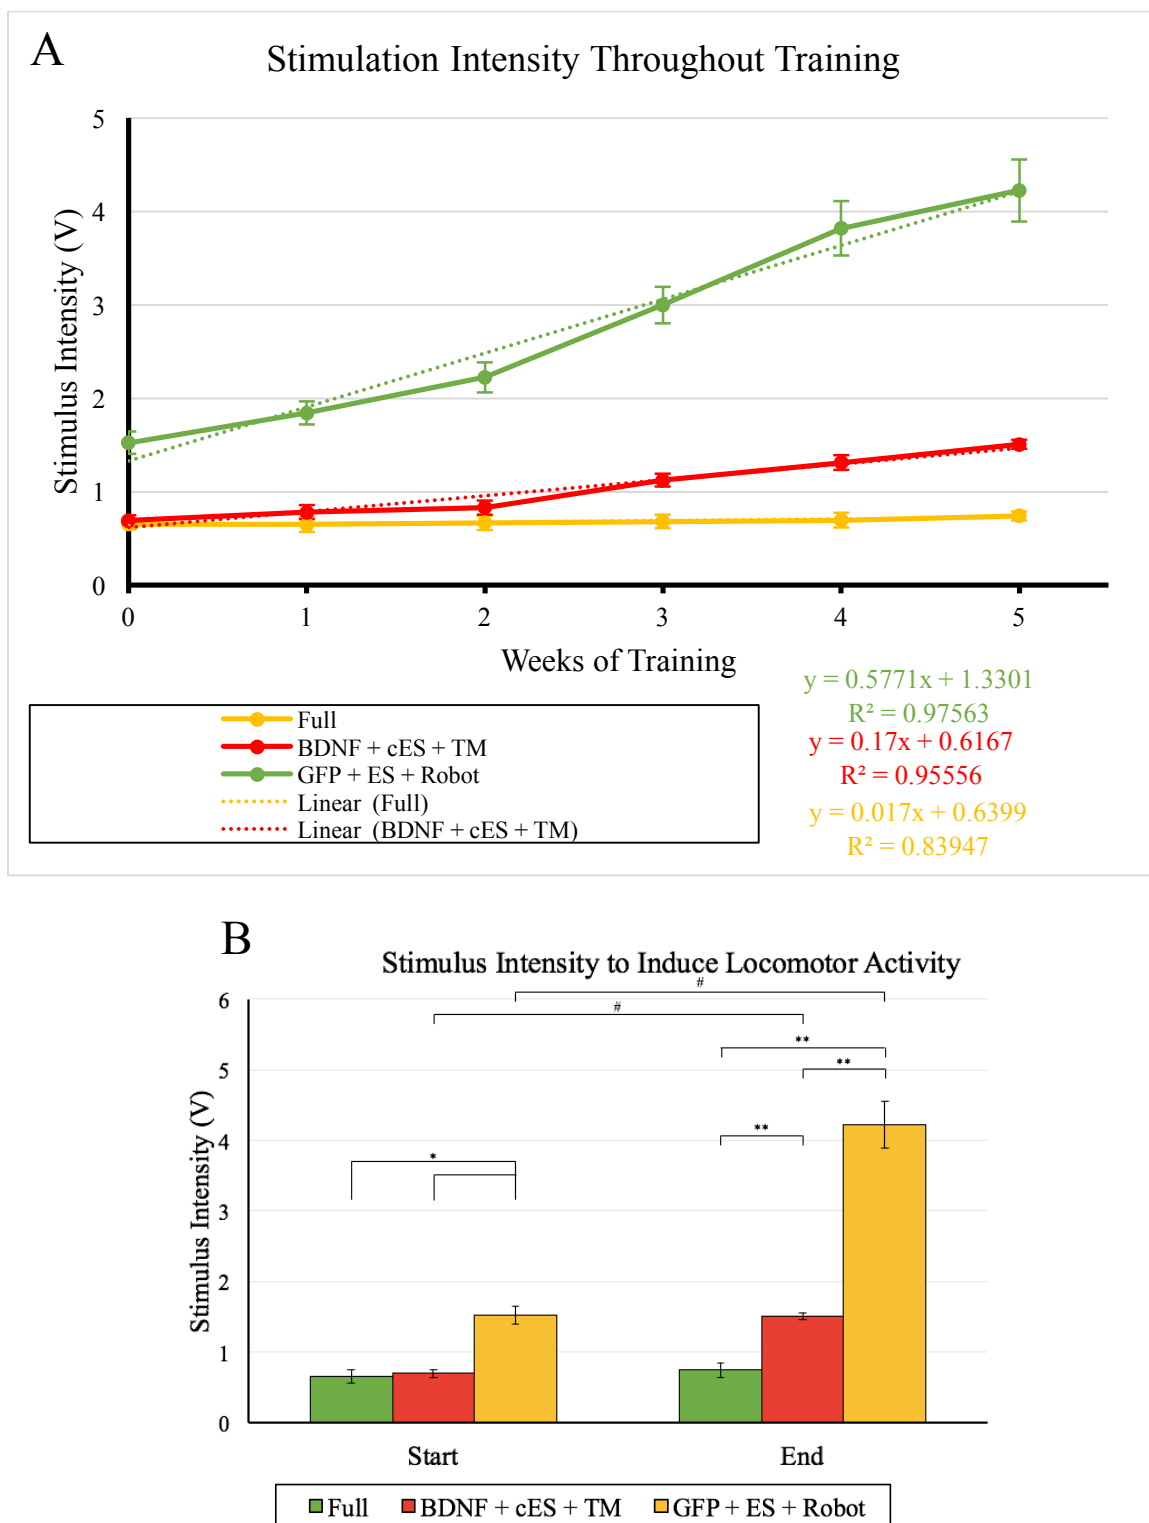 A
Stimulation Intensity Throughout Training
Stimulus Intensity (V)
5
4
3
2
1
0
0 1 2 3 4 5
Weeks of Training
y = 0.5771x + 1.3301
R² = 0.97563
y = 0.17x + 0.6167
R² = 0.95556
y = 0.017x + 0.6399
R² = 0.83947
Full
BDNF + cES + TM
GFP + ES + Robot
Linear (Full)
Linear (BDNF + cES + TM)
B
Stimulus Intensity to Induce Locomotor Activity
Stimulus Intensity (V)
6
5
4
3
2
1
0
#
#
**
**
**
*
Start End
Full BDNF + cES + TM GFP + ES + Robot